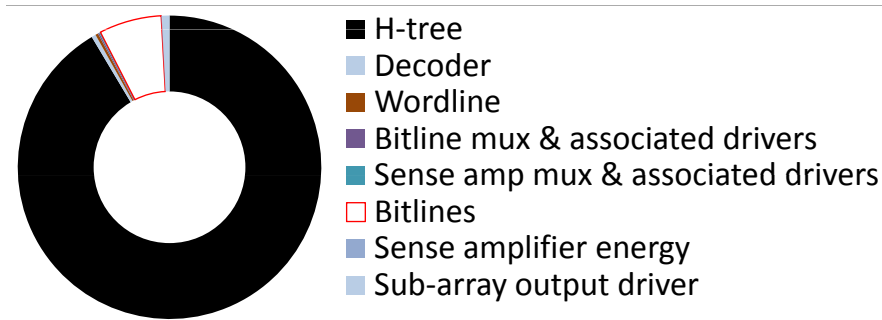 H-tree
Decoder
Wordline
Bitline mux & associated drivers
Sense amp mux & associated drivers
Bitlines
Sense amplifier energy
Sub-array output driver